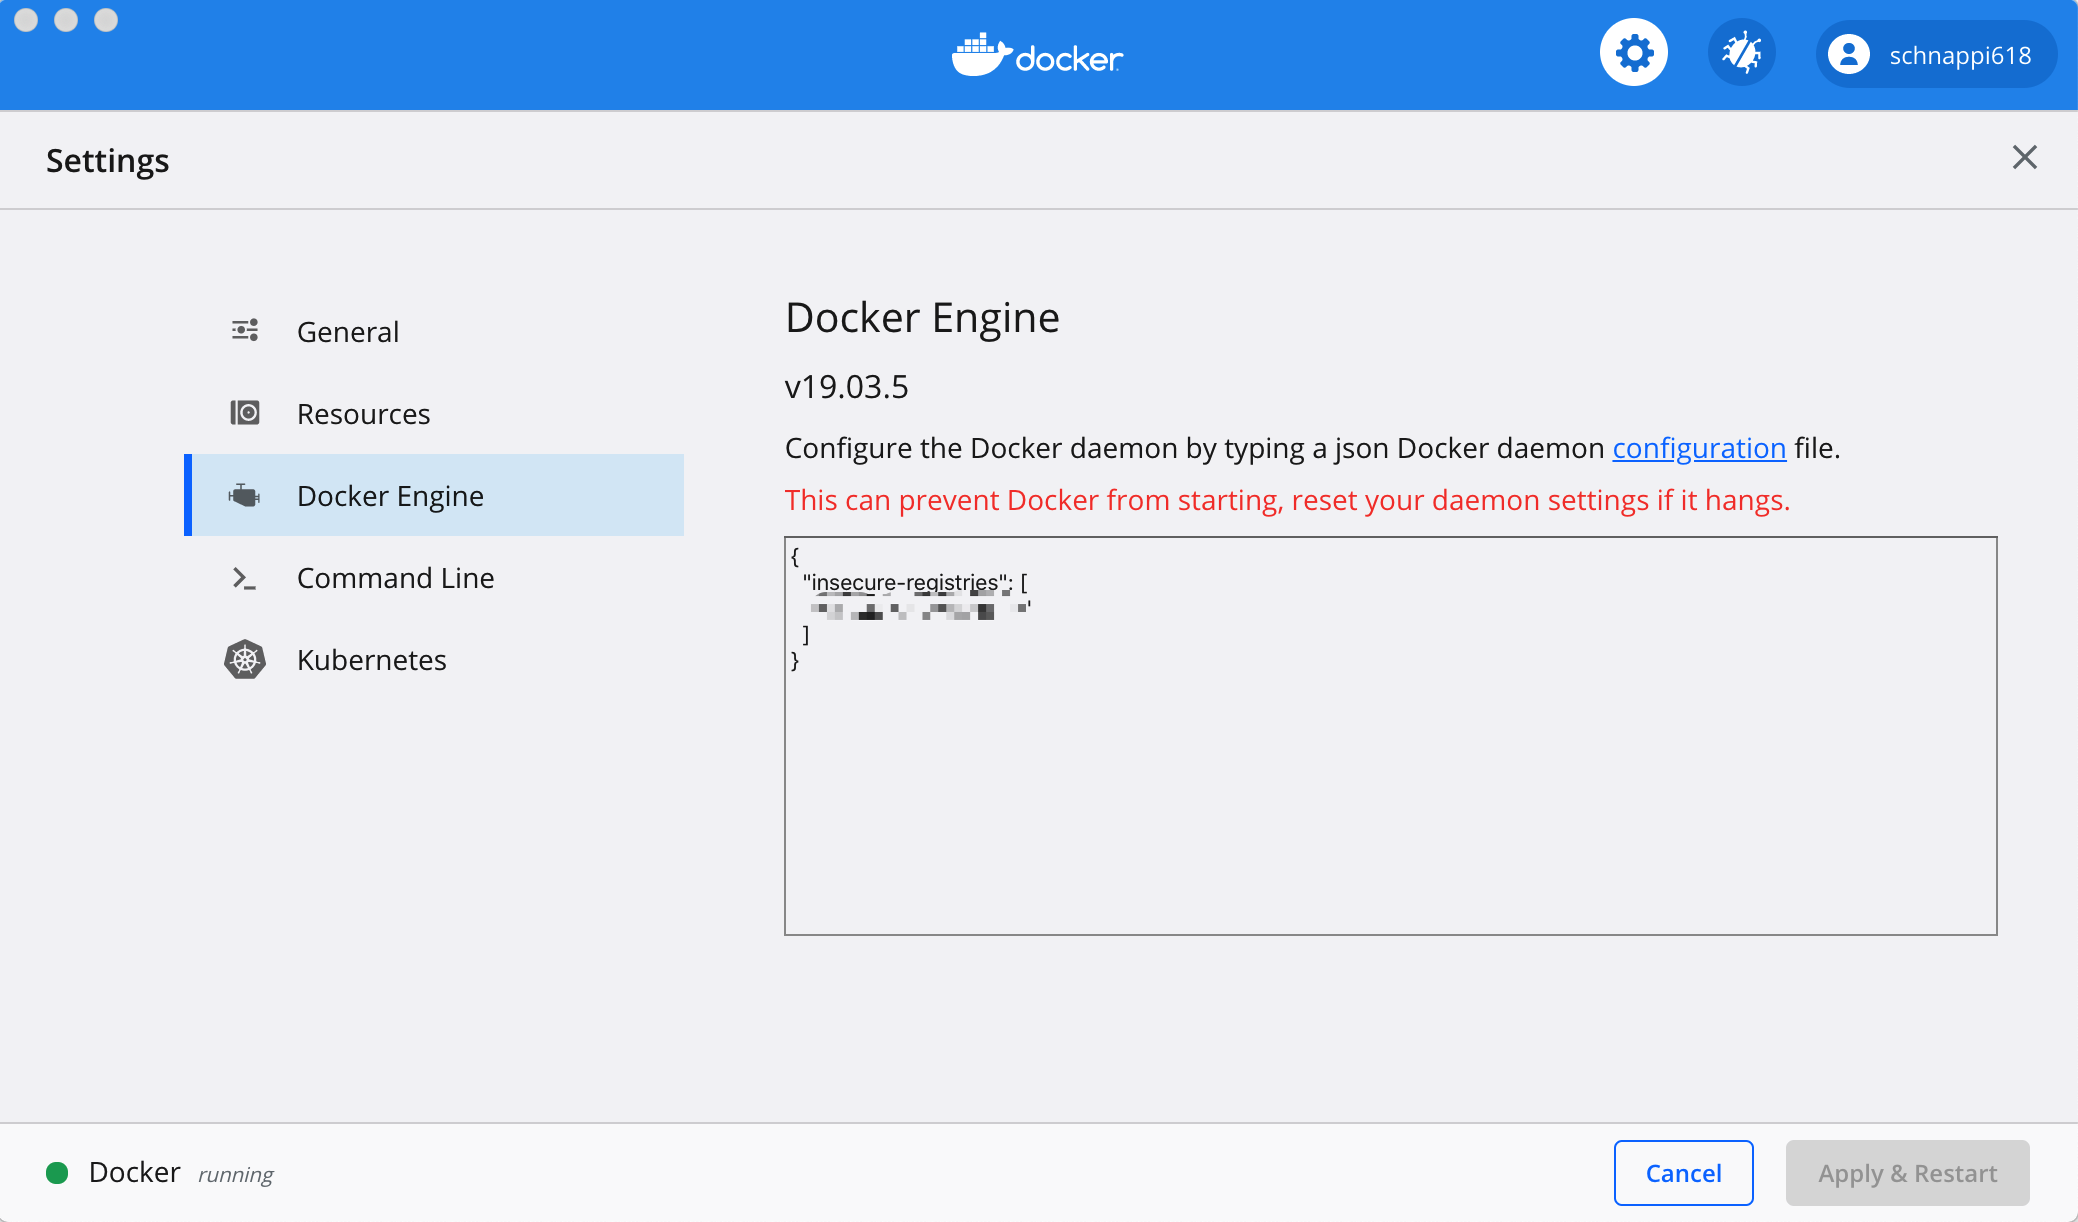 docker
schnappi618
Settings
General
Resources
Docker Engine
Command Line
Kubernetes
Docker Engine
v19.03.5
Configure the Docker daemon by typing a json Docker daemon configuration file.
This can prevent Docker from starting, reset your daemon settings if it hangs.
{
"insecure-registries": [
]
}
Docker running
Cancel
Apply & Restart